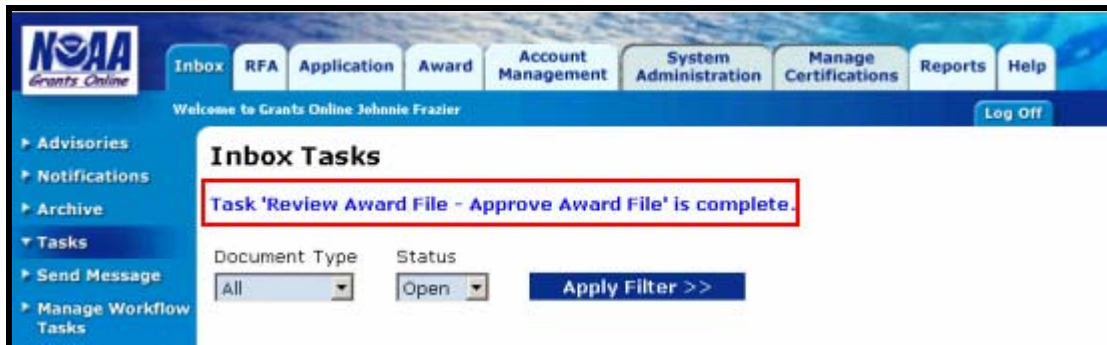 NOAA
Grants Online
Inbox RFA Application Award Account Management System Administration Manage Certifications Reports Help
Welcome to Grants Online Johnnie Frazier
Log Off
Advisories
Notifications
Archive
Tasks
Send Message
Manage Workflow
Tasks
Inbox Tasks
Task 'Review Award File - Approve Award File' is complete.
Document Type Status
All Open Apply Filter >>